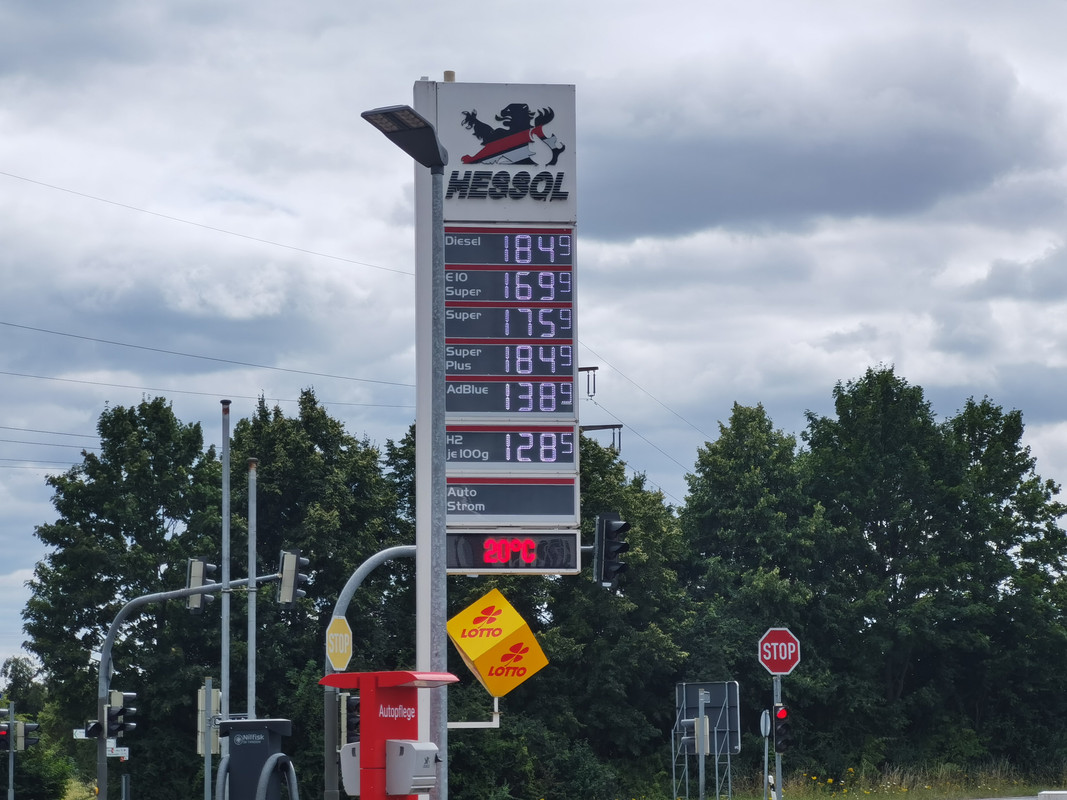 HESSOL
Diesel 184⁹
E10
Super 169⁹
Super 175⁹
Super
Plus 184⁹
AdBlue 138⁹
H2
je 100g 128⁵
Auto
Strom
20°C
LOTTO
LOTTO
STOP
STOP
Autopflege
Nilfisk